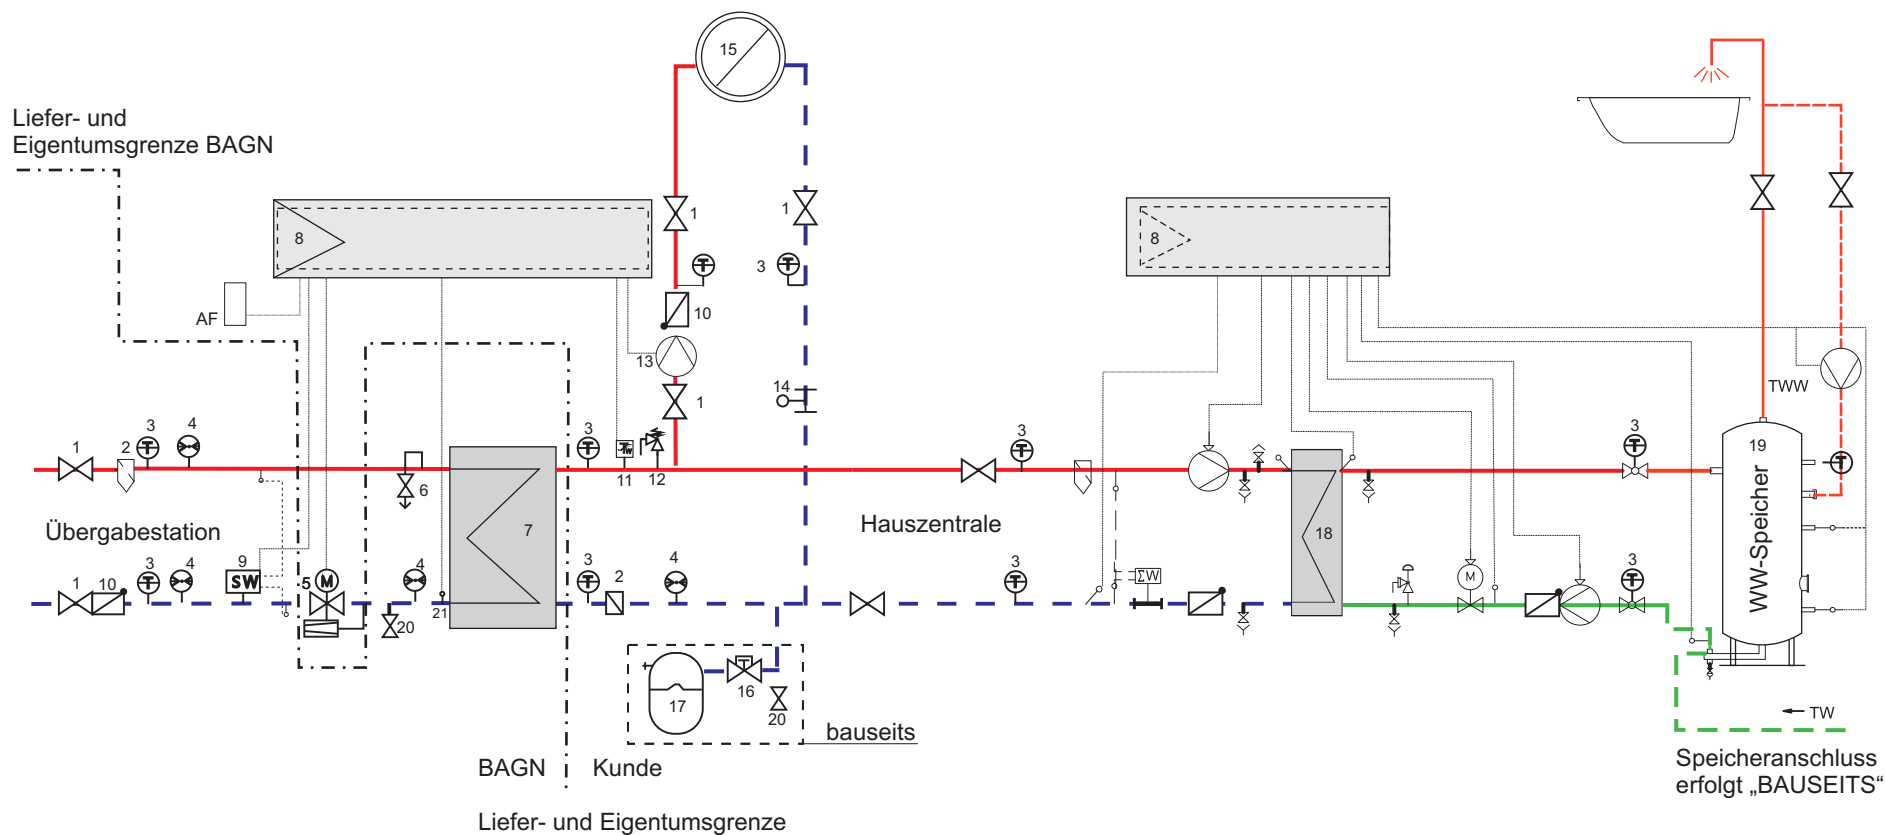 15
Liefer- und
Eigentumsgrenze BAGN
8
AF
1
1
3
10
13
14
1
8
TWW
1
2
3
4
6
3
11
12
3
3
19
T
WW-Speicher
Übergabestation
7
Hauszentrale
18
1
10
3
4
9
SW
5
M
4
20
21
3
2
4
3
ΣW
M
3
17
16
20
bauseits
TW
BAGN
Kunde
Liefer- und Eigentumsgrenze
Speicheranschluss
erfolgt „BAUSEITS“